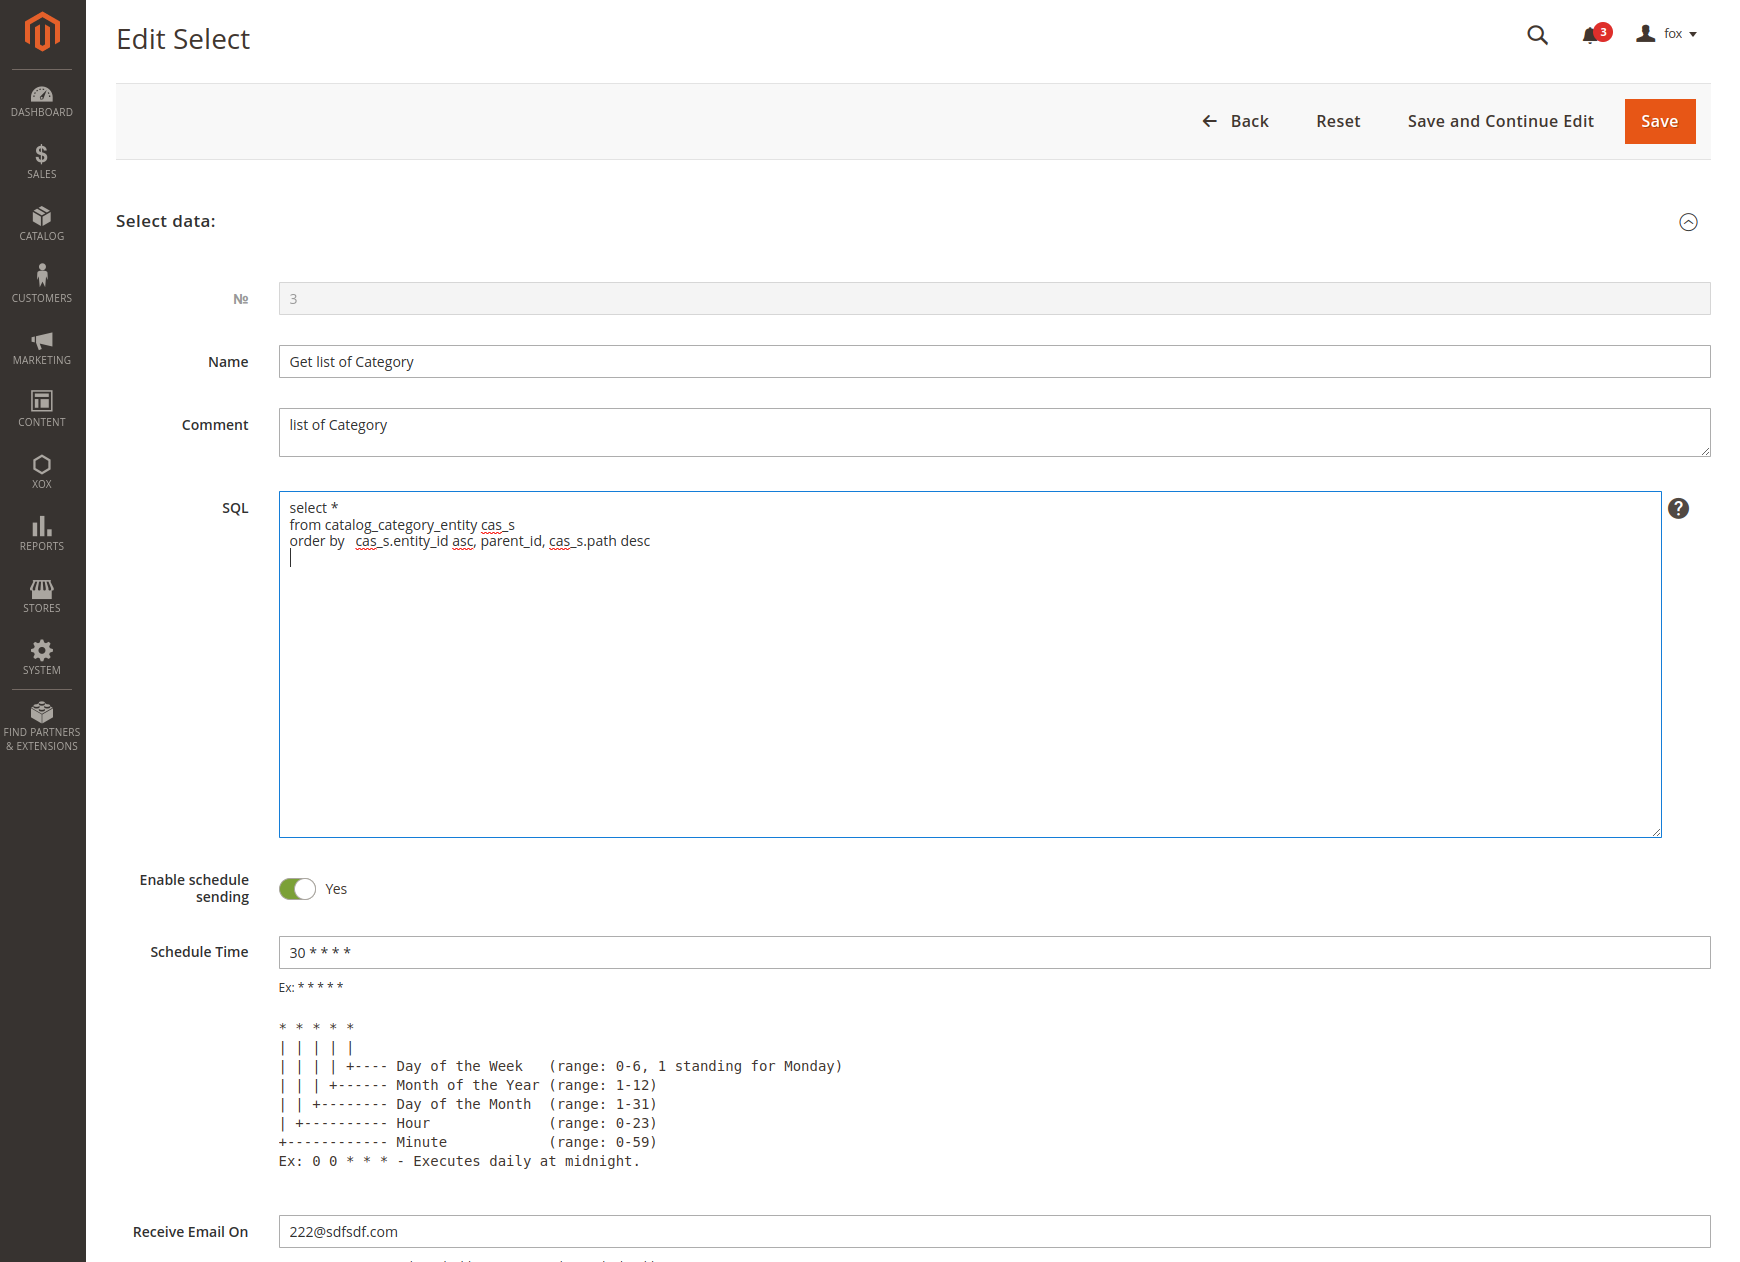 Edit Select
3
fox
DASHBOARD
SALES
CATALOG
CUSTOMERS
MARKETING
CONTENT
XOX
REPORTS
STORES
SYSTEM
FIND PARTNERS
& EXTENSIONS
Back
Reset
Save and Continue Edit
Save
Select data:
№ 3
Name Get list of Category
Comment list of Category
SQL
select *
from catalog_category_entity cas_s
order by   cas_s.entity_id asc, parent_id, cas_s.path desc
?
Enable schedule
sending
Yes
Schedule Time 30 * * * *
Ex: * * * * *
* * * * *
| | | | |
| | | | +---- Day of the Week   (range: 0-6, 1 standing for Monday)
| | | +------ Month of the Year (range: 1-12)
| | +-------- Day of the Month  (range: 1-31)
| +---------- Hour              (range: 0-23)
+------------ Minute            (range: 0-59)
Ex: 0 0 * * * - Executes daily at midnight.
Receive Email On 222@sdfsdf.com